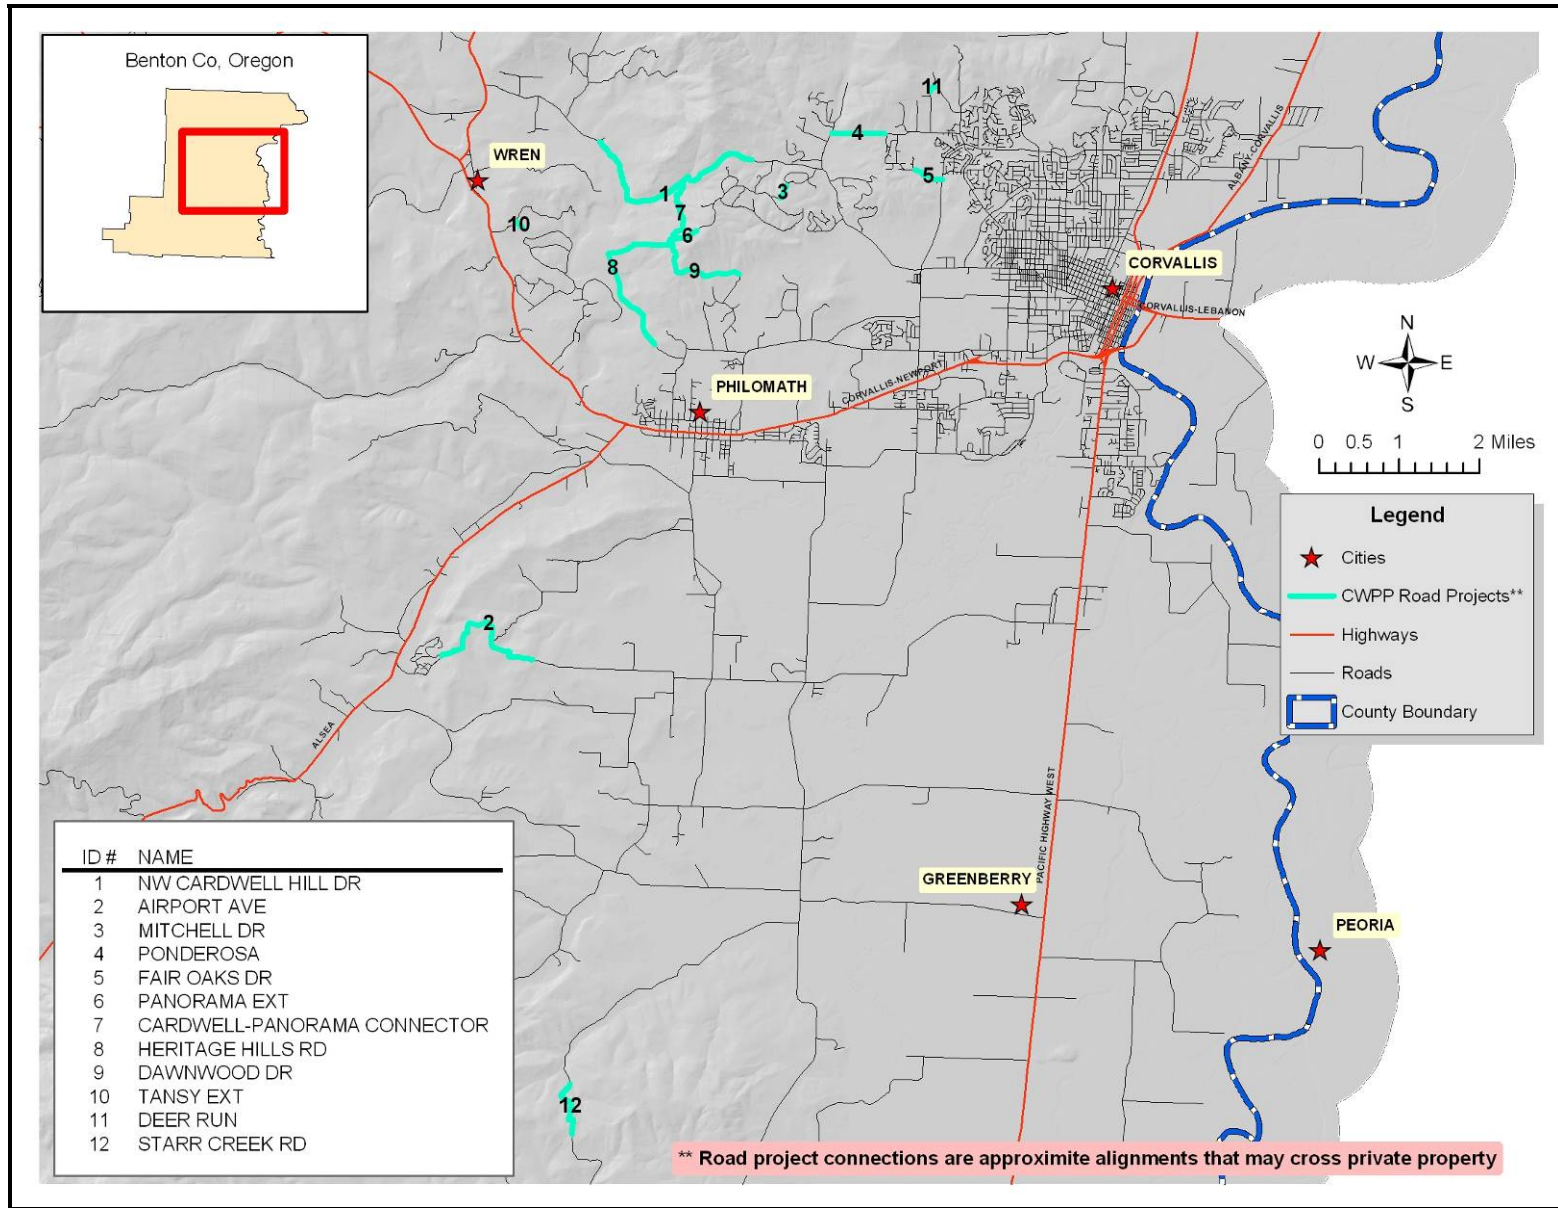 Benton Co, Oregon
11
4
WREN
ALBANY-CORVALLIS
5
1
3
7
10
6
8
9
CORVALLIS
CORVALLIS-LEBANON
N
W E
S
PHILOMATH
CORVALLIS-NEWPORT
0 0.5 1 2 Miles
Legend
Cities
CWPP Road Projects**
Highways
Roads
County Boundary
2
ALSEA
PACIFIC HIGHWAY WEST
GREENBERRY
PEORIA
ID # NAME
1 NW CARDWELL HILL DR
2 AIRPORT AVE
3 MITCHELL DR
4 PONDEROSA
5 FAIR OAKS DR
6 PANORAMA EXT
7 CARDWELL-PANORAMA CONNECTOR
8 HERITAGE HILLS RD
9 DAWNWOOD DR
10 TANSY EXT
11 DEER RUN
12 STARR CREEK RD
12
** Road project connections are approximite alignments that may cross private property